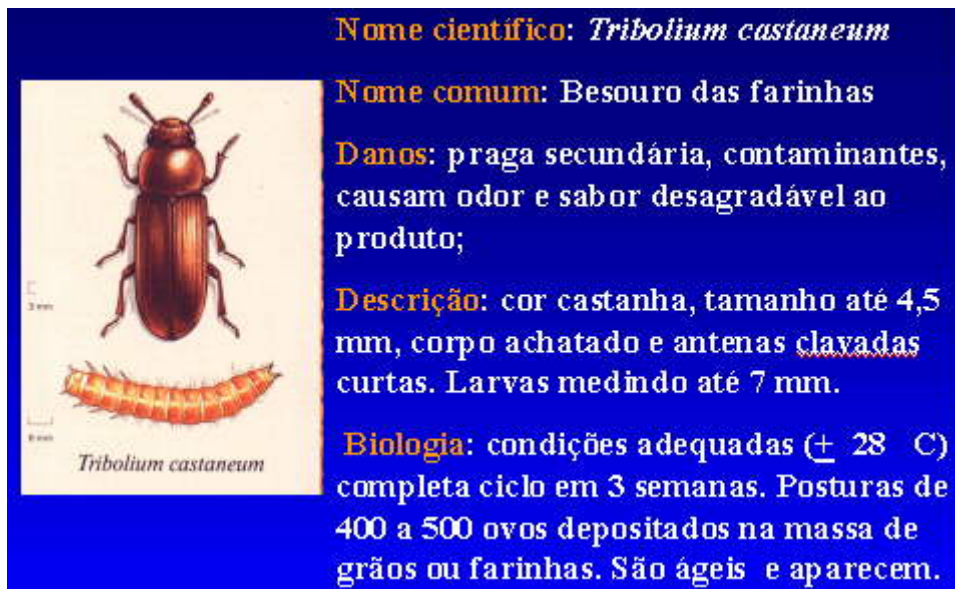 Nome científico: Tribolium castaneum
Nome comum: Besouro das farinhas
Danos: praga secundária, contaminantes,
causam odor e sabor desagradável ao
produto;
Descrição: cor castanha, tamanho até 4,5
mm, corpo achatado e antenas clavadas
curtas. Larvas medindo até 7 mm.
Biologia: condições adequadas (+ 28 C)
completa ciclo em 3 semanas. Posturas de
400 a 500 ovos depositados na massa de
grãos ou farinhas. São ágeis e aparecem.
3 mm
mm
Tribolium castaneum